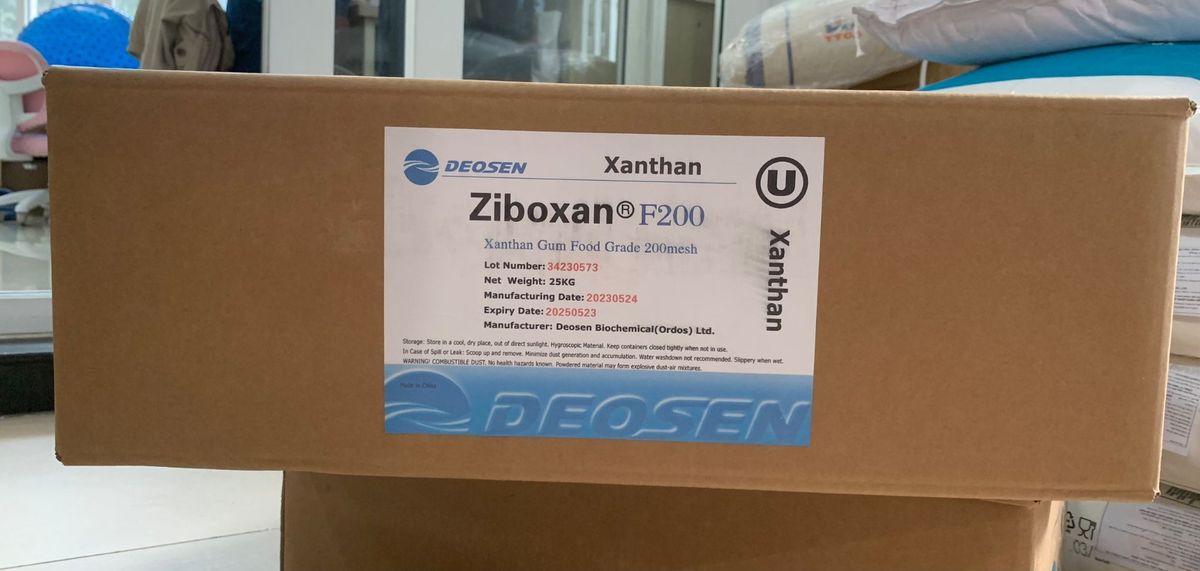 DEOSEN
Xanthan
U
Ziboxan® F200
Xanthan Gum Food Grade 200mesh
Lot Number: 34230573
Net Weight: 25KG
Manufacturing Date: 20230524
Expiry Date: 20250523
Manufacturer: Deosen Biochemical(Ordos) Ltd.
Xanthan
Storage: Store in a cool, dry place, out of direct sunlight. Hygroscopic Material. Keep containers closed tightly when not in use.
In Case of Spill or Leak: Scoop up and remove. Minimize dust generation and accumulation. Water washdown not recommended. Slippery when wet.
WARNING! COMBUSTIBLE DUST. No health hazards known. Powdered material may form explosive dust-air mixtures.
Made in China
DEOSEN